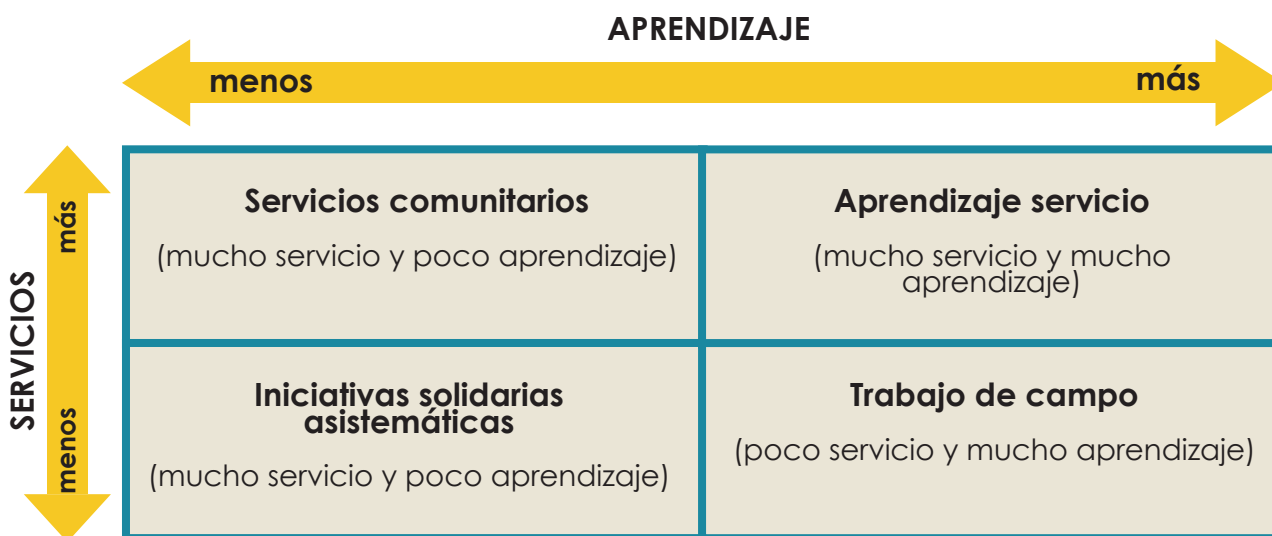 APRENDIZAJE
menos
más
SERVICIOS
más
menos
Servicios comunitarios
(mucho servicio y poco aprendizaje)
Aprendizaje servicio
(mucho servicio y mucho
aprendizaje)
Iniciativas solidarias
asistemáticas
(mucho servicio y poco aprendizaje)
Trabajo de campo
(poco servicio y mucho aprendizaje)